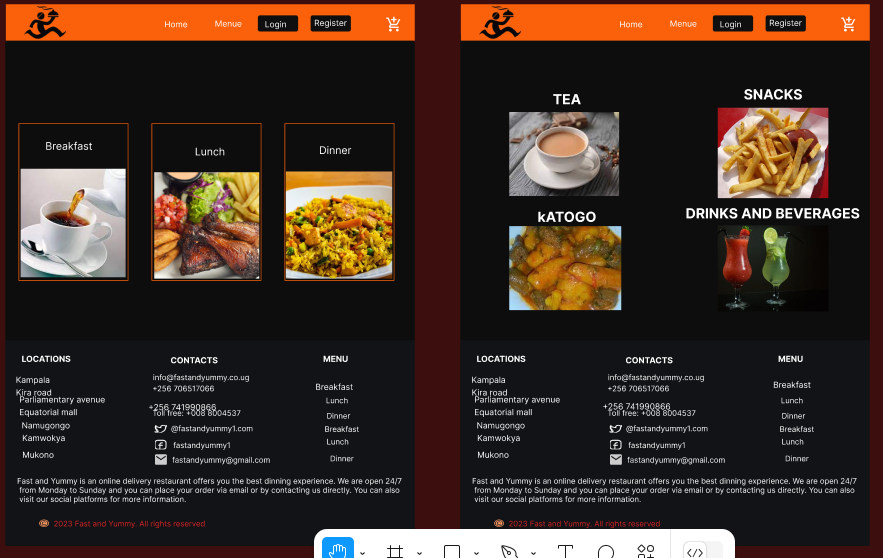 Home Menue Login Register
Breakfast
Lunch
Dinner
LOCATIONS
Kampala
Kira road
Parliamentary avenue
Equatorial mall
Namugongo
Kamwokya
Mukono
CONTACTS
info@fastandyummy.co.ug
+256 706517066
+256 741990866
Toll free: +008 8004537
@fastandyummy1.com
fastandyummy1
fastandyummy@gmail.com
MENU
Breakfast
Lunch
Dinner
Breakfast
Lunch
Dinner
Fast and Yummy is an online delivery restaurant offers you the best dinning experience. We are open 24/7
from Monday to Sunday and you can place your order via email or by contacting us directly. You can also
visit our social platforms for more information.
2023 Fast and Yummy. All rights reserved
Home Menue Login Register
TEA
SNACKS
kATOGO
DRINKS AND BEVERAGES
LOCATIONS
Kampala
Kira road
Parliamentary avenue
Equatorial mall
Namugongo
Kamwokya
Mukono
CONTACTS
info@fastandyummy.co.ug
+256 706517066
+256 741990866
Toll free: +008 8004537
@fastandyummy1.com
fastandyummy1
fastandyummy@gmail.com
MENU
Breakfast
Lunch
Dinner
Breakfast
Lunch
Dinner
Fast and Yummy is an online delivery restaurant offers you the best dinning experience. We are open 24/7
from Monday to Sunday and you can place your order via email or by contacting us directly. You can also
visit our social platforms for more information.
2023 Fast and Yummy. All rights reserved